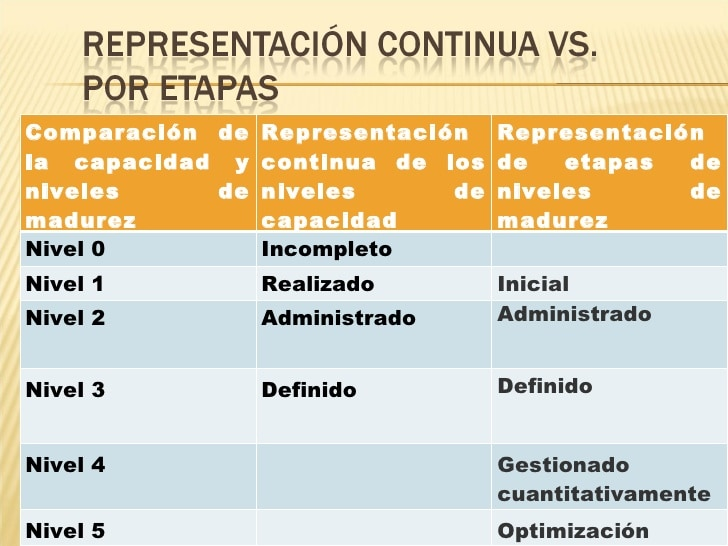 REPRESENTACIÓN CONTINUA VS.
POR ETAPAS
Comparación de
la capacidad y
niveles de
madurez
Representación
continua de los
niveles de
capacidad
Representación
de etapas de
niveles de
madurez
Nivel 0
Incompleto
Nivel 1
Realizado
Inicial
Nivel 2
Administrado
Administrado
Nivel 3
Definido
Definido
Nivel 4
Gestionado
cuantitativamente
Nivel 5
Optimización